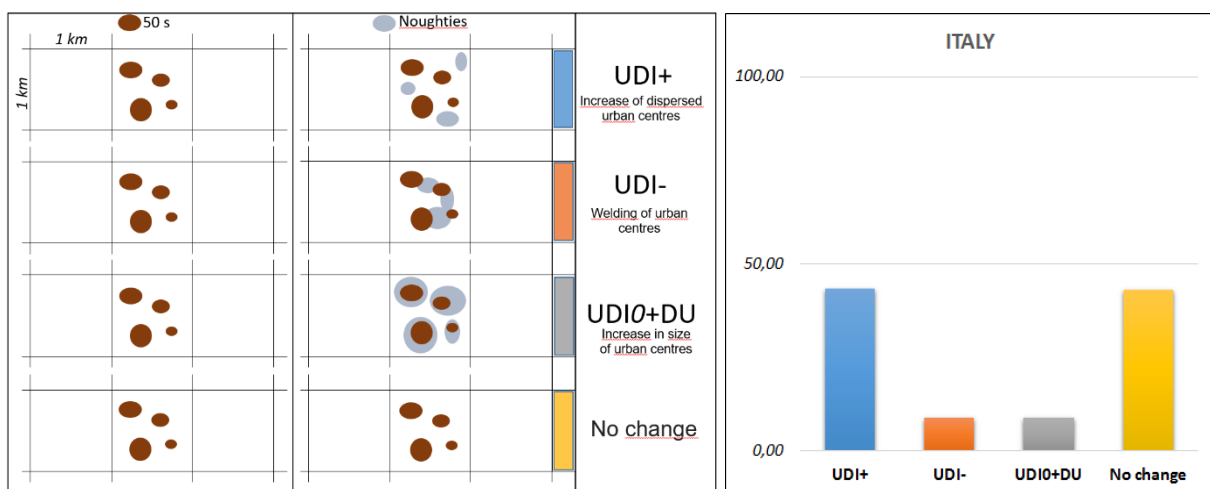 50 s
Noughties
1 km
1 km
UDI+
Increase of dispersed
urban centres
UDI-
Welding of urban
centres
UDI0+DU
Increase in size
of urban centres
No change
ITALY
100,00
50,00
0,00
UDI+
UDI-
UDI0+DU
No change